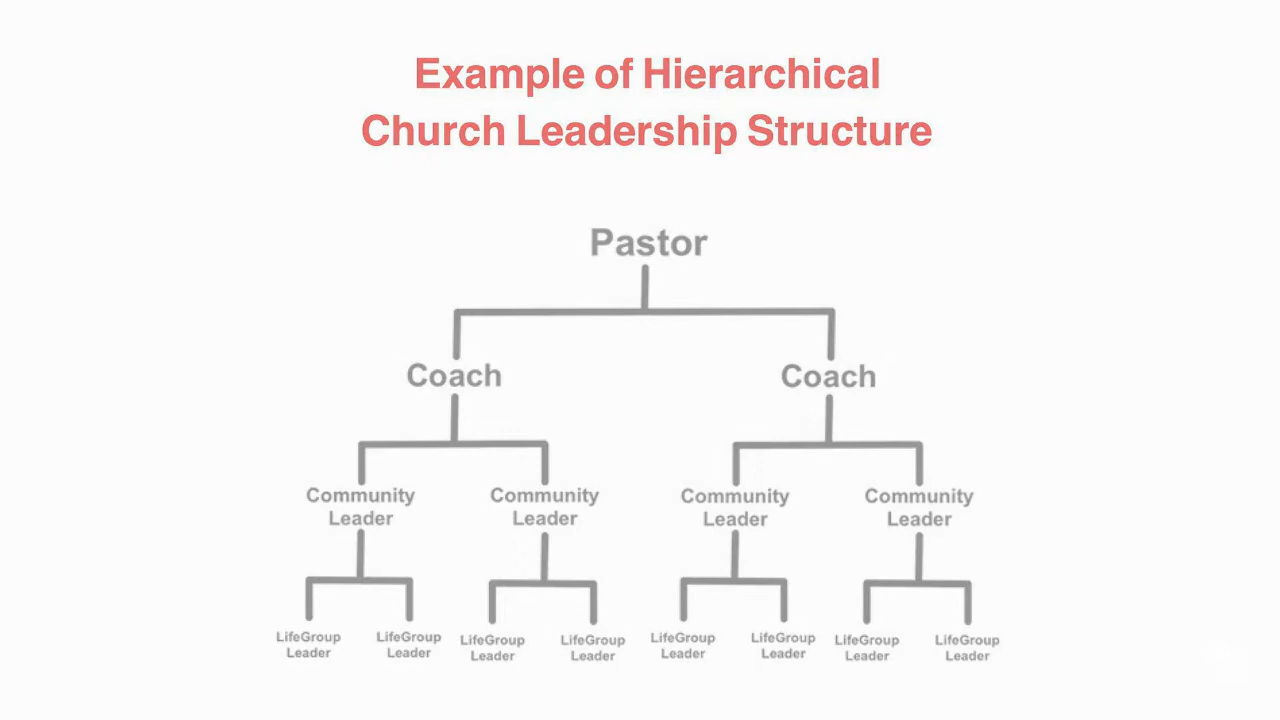 Example of Hierarchical
Church Leadership Structure
Pastor
Coach
Coach
Community
Leader
Community
Leader
Community
Leader
Community
Leader
LifeGroup
Leader
LifeGroup
Leader
LifeGroup
Leader
LifeGroup
Leader
LifeGroup
Leader
LifeGroup
Leader
LifeGroup
Leader
LifeGroup
Leader